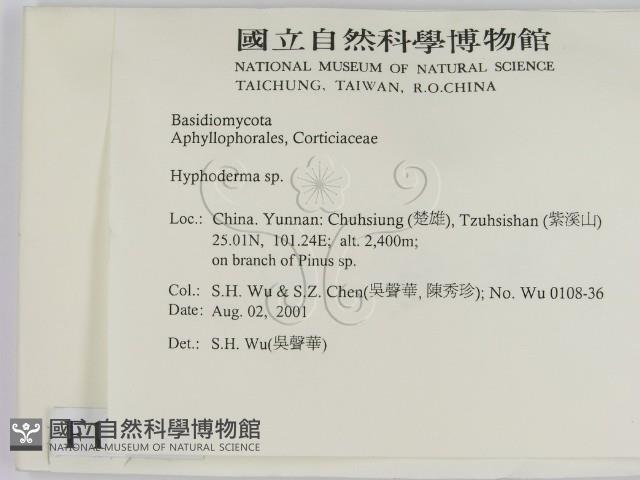 國立自然科學博物館
NATIONAL MUSEUM OF NATURAL SCIENCE
TAICHUNG, TAIWAN, R.O.CHINA
Basidiomycota
Aphyllophorales, Corticiaceae
Hyphoderma sp.
Loc.: China. Yunnan: Chuhsiung (楚雄), Tzuhsishan (紫溪山)
25.01N, 101.24E; alt. 2,400m;
on branch of Pinus sp.
Col.: S.H. Wu & S.Z. Chen(吳聲華, 陳秀珍); No. Wu 0108-36
Date: Aug. 02, 2001
Det.: S.H. Wu(吳聲華)
國立自然科學博物館
NATIONAL MUSEUM OF NATURAL SCIENCE